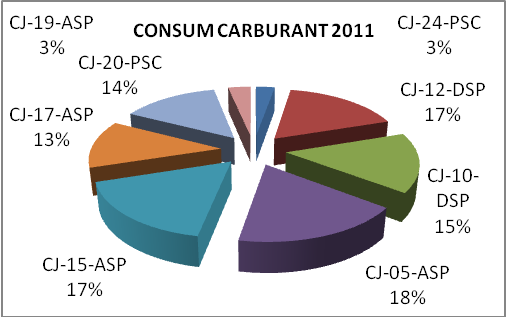 CONSUM CARBURANT 2011
CJ-24-PSC
3%
CJ-12-DSP
17%
CJ-10-
DSP
15%
CJ-05-ASP
18%
CJ-15-ASP
17%
CJ-17-ASP
13%
CJ-20-PSC
14%
CJ-19-ASP
3%